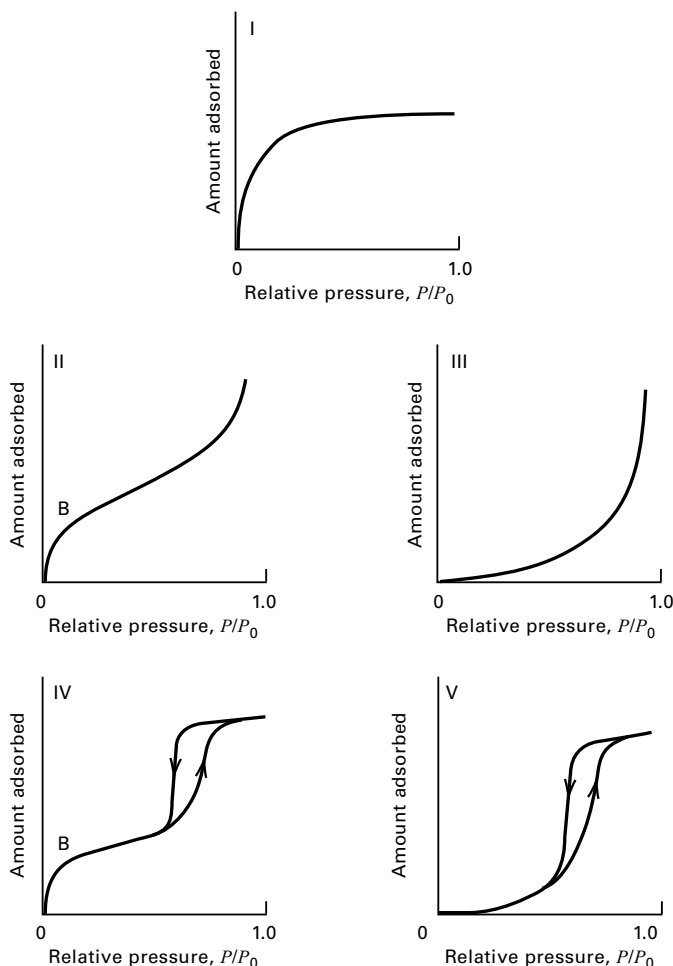 I
Amount adsorbed
0 1.0
Relative pressure, P/P0
II
Amount adsorbed
B
0 1.0
Relative pressure, P/P0
III
Amount adsorbed
0 1.0
Relative pressure, P/P0
IV
Amount adsorbed
B
0 1.0
Relative pressure, P/P0
V
Amount adsorbed
0 1.0
Relative pressure, P/P0